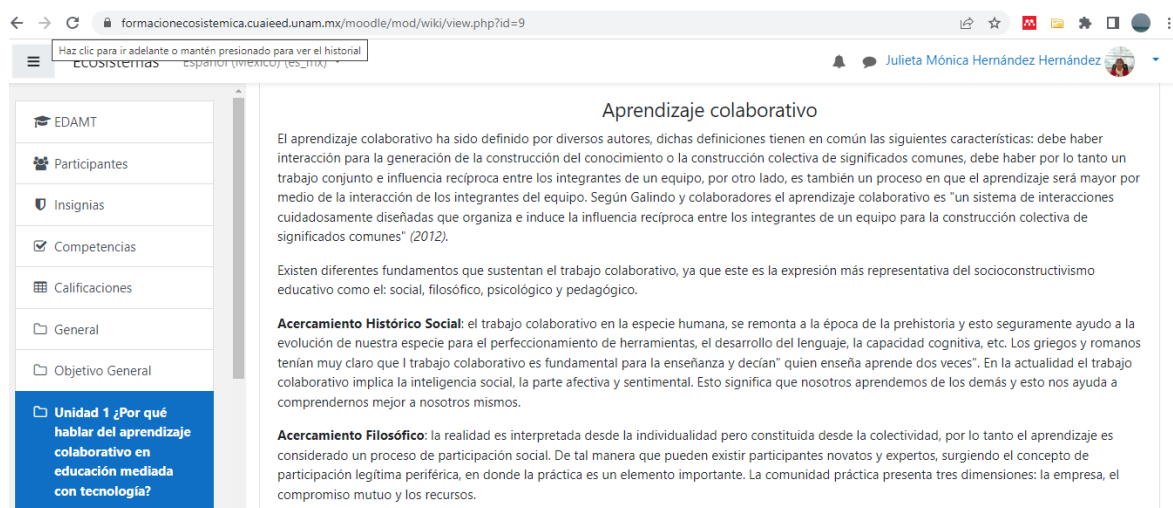 formacionecosistemica.cuaieed.unam.mx/moodle/mod/wiki/view.php?id=9
Haz clic para ir adelante o mantén presionado para ver el historial
Ecosistemas Español (México) (es_mx)
Julieta Mónica Hernández Hernández
EDAMT
Participantes
Insignias
Competencias
Calificaciones
General
Objetivo General
Unidad 1 ¿Por qué
hablar del aprendizaje
colaborativo en
educación mediada
con tecnología?
Aprendizaje colaborativo
El aprendizaje colaborativo ha sido definido por diversos autores, dichas definiciones tienen en común las siguientes características: debe haber
interacción para la generación de la construcción del conocimiento o la construcción colectiva de significados comunes, debe haber por lo tanto un
trabajo conjunto e influencia recíproca entre los integrantes de un equipo, por otro lado, es también un proceso en que el aprendizaje será mayor por
medio de la interacción de los integrantes del equipo. Según Galindo y colaboradores el aprendizaje colaborativo es "un sistema de interacciones
cuidadosamente diseñadas que organiza e induce la influencia recíproca entre los integrantes de un equipo para la construcción colectiva de
significados comunes" (2012).
Existen diferentes fundamentos que sustentan el trabajo colaborativo, ya que este es la expresión más representativa del socioconstructivismo
educativo como el: social, filosófico, psicológico y pedagógico.
Acercamiento Histórico Social: el trabajo colaborativo en la especie humana, se remonta a la época de la prehistoria y esto seguramente ayudo a la
evolución de nuestra especie para el perfeccionamiento de herramientas, el desarrollo del lenguaje, la capacidad cognitiva, etc. Los griegos y romanos
tenían muy claro que l trabajo colaborativo es fundamental para la enseñanza y decían" quien enseña aprende dos veces". En la actualidad el trabajo
colaborativo implica la inteligencia social, la parte afectiva y sentimental. Esto significa que nosotros aprendemos de los demás y esto nos ayuda a
comprendernos mejor a nosotros mismos.
Acercamiento Filosófico: la realidad es interpretada desde la individualidad pero constituida desde la colectividad, por lo tanto el aprendizaje es
considerado un proceso de participación social. De tal manera que pueden existir participantes novatos y expertos, surgiendo el concepto de
participación legítima periférica, en donde la práctica es un elemento importante. La comunidad práctica presenta tres dimensiones: la empresa, el
compromiso mutuo y los recursos.